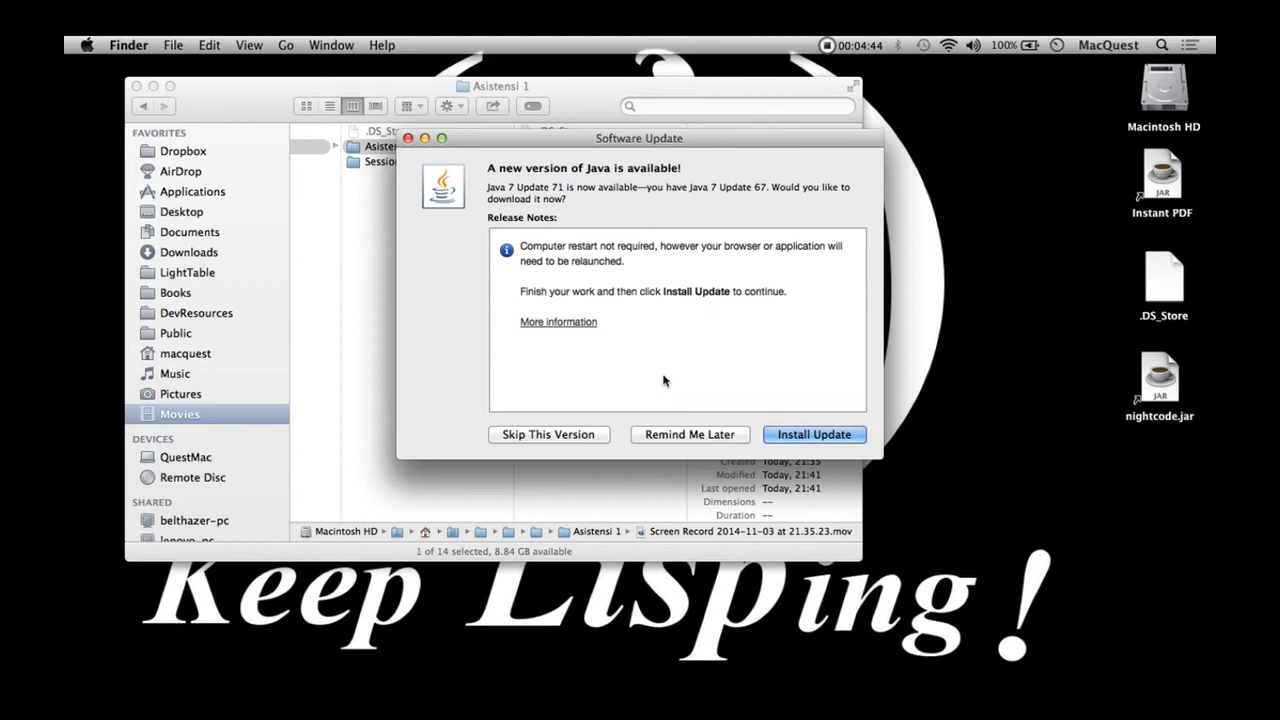 Finder File Edit View Go Window Help 00:04:44 100% MacQuest
Asistensi 1
FAVORITES
Dropbox
AirDrop
Applications
Desktop
Documents
Downloads
LightTable
Books
DevResources
Public
macquest
Music
Pictures
Movies
DEVICES
QuestMac
Remote Disc
SHARED
belthazer-pc
lenovo-pc
.DS_Sto
Asisten
Session
Software Update
A new version of Java is available!
Java 7 Update 71 is now available—you have Java 7 Update 67. Would you like to
download it now?
Release Notes:
Computer restart not required, however your browser or application will
need to be relaunched.
Finish your work and then click Install Update to continue.
More information
Skip This Version Remind Me Later Install Update
Created Today, 21:35
Modified Today, 21:41
Last opened Today, 21:41
Dimensions --
Duration --
Macintosh HD Asistensi 1 Screen Record 2014-11-03 at 21.35.23.mov
1 of 14 selected, 8.84 GB available
Macintosh HD
JAR
Instant PDF
.DS_Store
JAR
nightcode.jar
Keep Lisping!